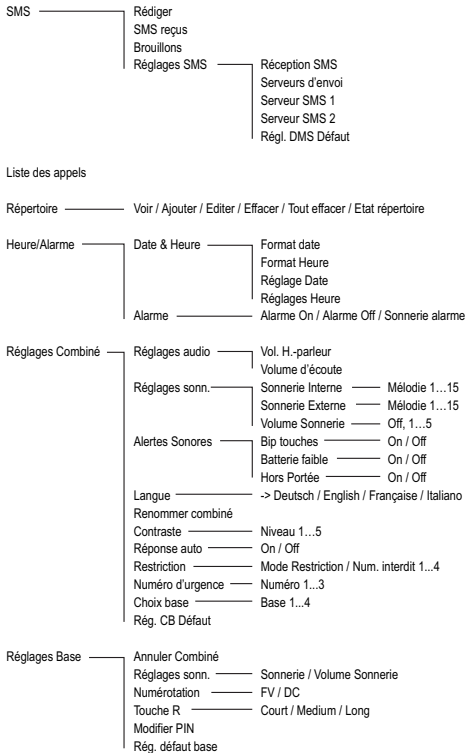 SMS Rédiger
SMS reçus
Brouillons
Réglages SMS Réception SMS
Serveurs d'envoi
Serveur SMS 1
Serveur SMS 2
Régl. DMS Défaut
Liste des appels
Répertoire Voir / Ajouter / Editer / Effacer / Tout effacer / Etat répertoire
Heure/Alarme Date & Heure Format date
Format Heure
Réglage Date
Réglages Heure
Alarme Alarme On / Alarme Off / Sonnerie alarme
Réglages Combiné Réglages audio Vol. H.-parleur
Volume d'écoute
Réglages sonn. Sonnerie Interne Mélodie 1…15
Sonnerie Externe Mélodie 1…15
Volume Sonnerie Off, 1…5
Alertes Sonores Bip touches On / Off
Batterie faible On / Off
Hors Portée On / Off
Langue -> Deutsch / English / Française / Italiano
Renommer combiné
Contraste Niveau 1…5
Réponse auto On / Off
Restriction Mode Restriction / Num. interdit 1...4
Numéro d'urgence Numéro 1...3
Choix base Base 1...4
Rég. CB Défaut
Réglages Base Annuler Combiné
Réglages sonn. Sonnerie / Volume Sonnerie
Numérotation FV / DC
Touche R Court / Medium / Long
Modifier PIN
Rég. défaut base